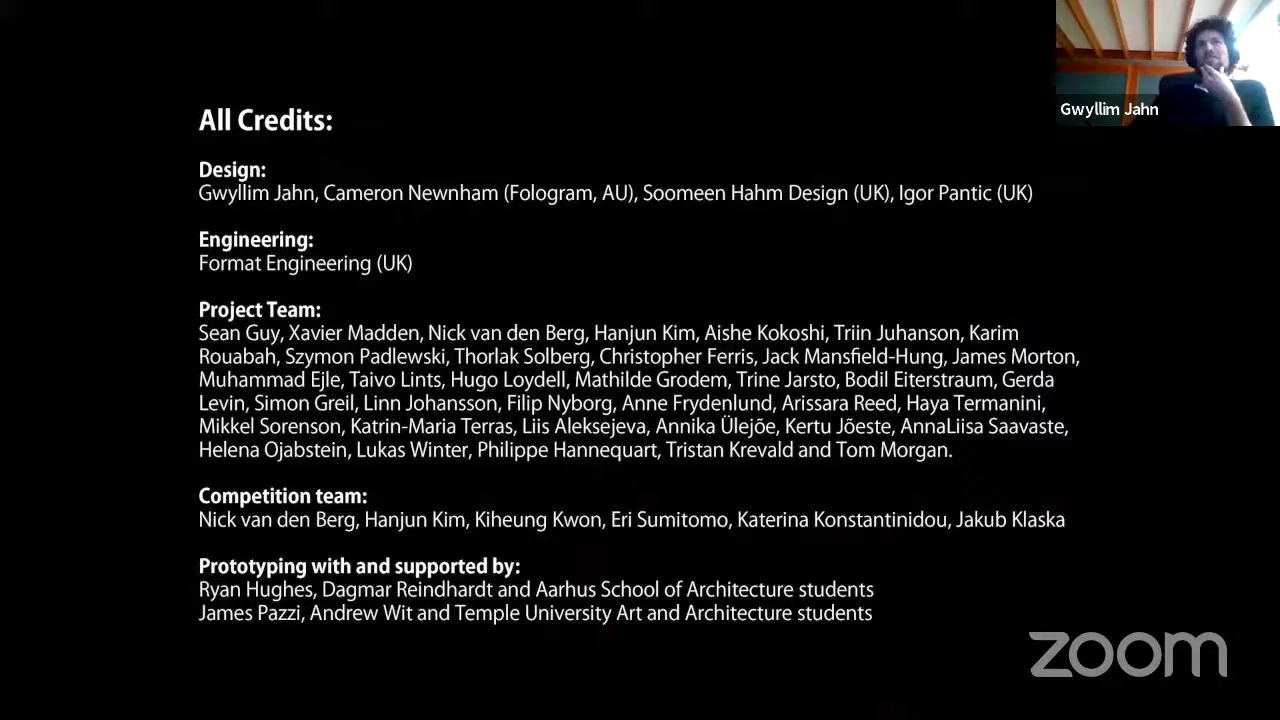 Gwyllim Jahn
All Credits:
Design:
Gwyllim Jahn, Cameron Newnham (Fologram, AU), Soomeen Hahm Design (UK), Igor Pantic (UK)
Engineering:
Format Engineering (UK)
Project Team:
Sean Guy, Xavier Madden, Nick van den Berg, Hanjun Kim, Aishe Kokoshi, Triin Juhanson, Karim
Rouabah, Szymon Padlewski, Thorlak Solberg, Christopher Ferris, Jack Mansfield-Hung, James Morton,
Muhammad Ejle, Taivo Lints, Hugo Loydell, Mathilde Grodem, Trine Jarsto, Bodil Eiterstraum, Gerda
Levin, Simon Greil, Linn Johansson, Filip Nyborg, Anne Frydenlund, Arissara Reed, Haya Termanini,
Mikkel Sorenson, Katrin-Maria Terras, Liis Aleksejeva, Annika Ülejõe, Kertu Jõeste, AnnaLiisa Saavaste,
Helena Ojabstein, Lukas Winter, Philippe Hannequart, Tristan Krevald and Tom Morgan.
Competition team:
Nick van den Berg, Hanjun Kim, Kiheung Kwon, Eri Sumitomo, Katerina Konstantinidou, Jakub Klaska
Prototyping with and supported by:
Ryan Hughes, Dagmar Reindhardt and Aarhus School of Architecture students
James Pazzi, Andrew Wit and Temple University Art and Architecture students
zoom